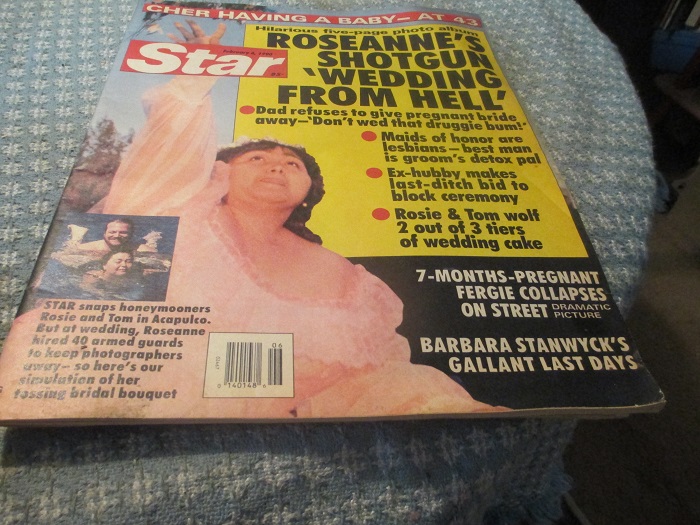 CHER HAVING A BABY— AT 43
Hilarious five-page photo album
ROSEANNE'S
SHOTGUN
'WEDDING
FROM HELL'
Star
●Dad refuses to give pregnant bride
away—'Don't wed that druggie bum!'
● Maids of honor are
lesbians — best man
is groom's detox pal
● Ex-hubby makes
last-ditch bid to
block ceremony
● Rosie & Tom wolf
2 out of 3 tiers
of wedding cake
STAR snaps honeymooners
Rosie and Tom in Acapulco.
But at wedding, Roseanne
hired 40 armed guards
to keep photographers
away— so here's our
simulation of her
tossing bridal bouquet
06
7-MONTHS-PREGNANT
FERGIE COLLAPSES
ON STREET DRAMATIC PICTURE
BARBARA STANWYCK'S
GALLANT LAST DAYS